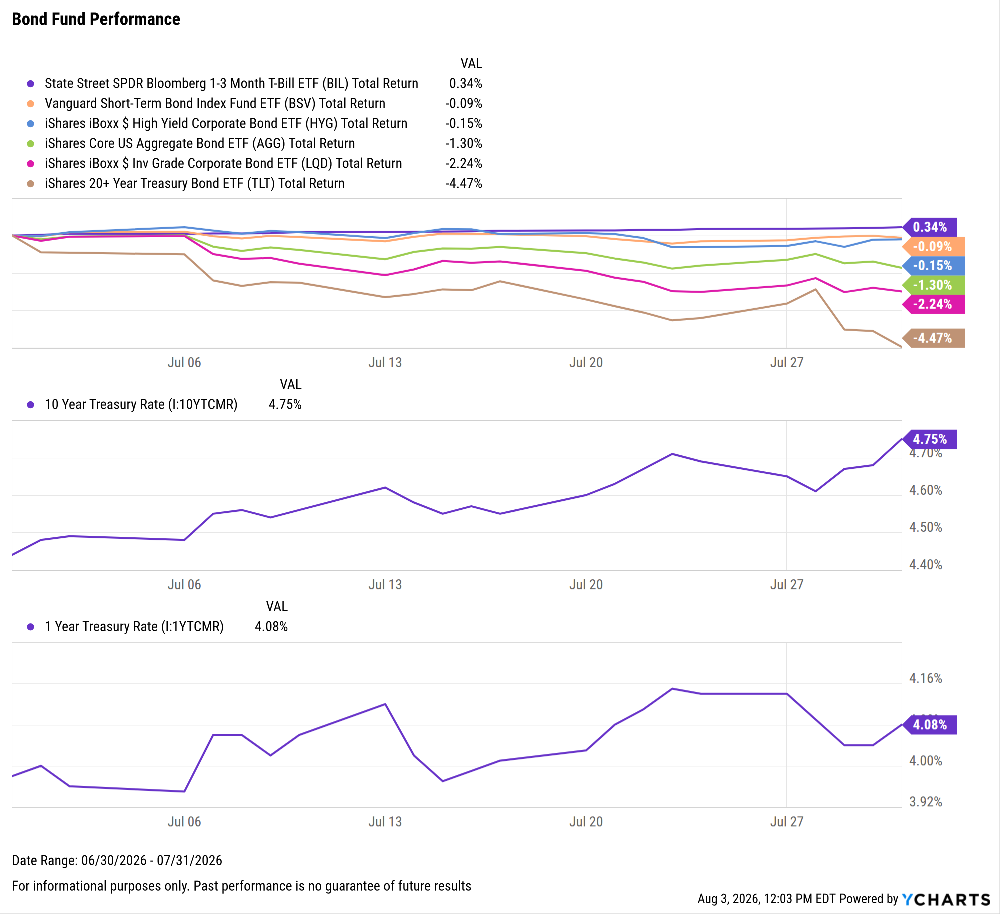 Bond Fund Performance
VAL
State Street SPDR Bloomberg 1-3 Month T-Bill ETF (BIL) Total Return 0.34%
Vanguard Short-Term Bond Index Fund ETF (BSV) Total Return -0.09%
iShares iBoxx $ High Yield Corporate Bond ETF (HYG) Total Return -0.15%
iShares Core US Aggregate Bond ETF (AGG) Total Return -1.30%
iShares iBoxx $ Inv Grade Corporate Bond ETF (LQD) Total Return -2.24%
iShares 20+ Year Treasury Bond ETF (TLT) Total Return -4.47%
0.34%
-0.09%
-0.15%
-1.30%
-2.24%
-4.47%
Jul 06 Jul 13 Jul 20 Jul 27
VAL
10 Year Treasury Rate (I:10YTCMR) 4.75%
4.75%
4.70%
4.60%
4.50%
4.40%
Jul 06 Jul 13 Jul 20 Jul 27
VAL
1 Year Treasury Rate (I:1YTCMR) 4.08%
4.16%
4.08%
4.00%
3.92%
Jul 06 Jul 13 Jul 20 Jul 27
Date Range: 06/30/2026 - 07/31/2026
For informational purposes only. Past performance is no guarantee of future results
Aug 3, 2026, 12:03 PM EDT Powered by YCHARTS